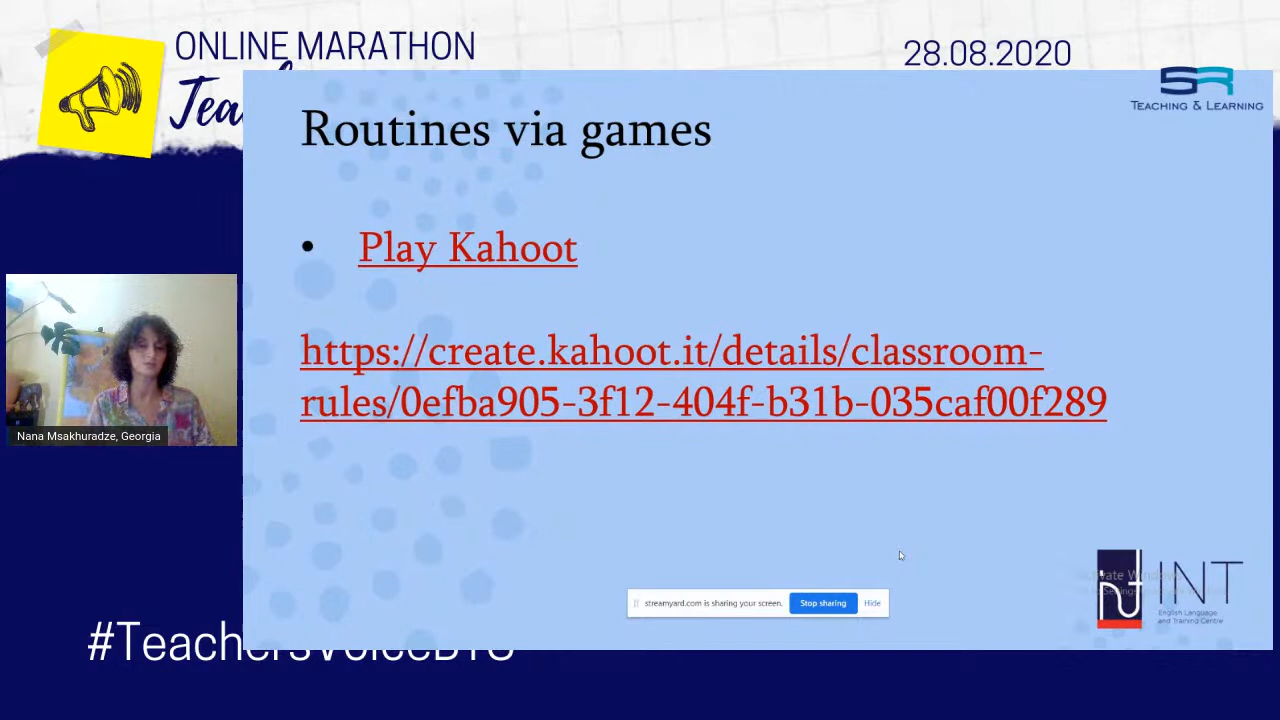 ONLINE MARATHON
28.08.2020
Tea
SR
TEACHING & LEARNING
Routines via games
• Play Kahoot
https://create.kahoot.it/details/classroom-
rules/0efba905-3f12-404f-b31b-035caf00f289
Nana Msakhuradze, Georgia
streamyard.com is sharing your screen.
Stop sharing
Hide
INT
English Language
and Training Centre
#Teachers